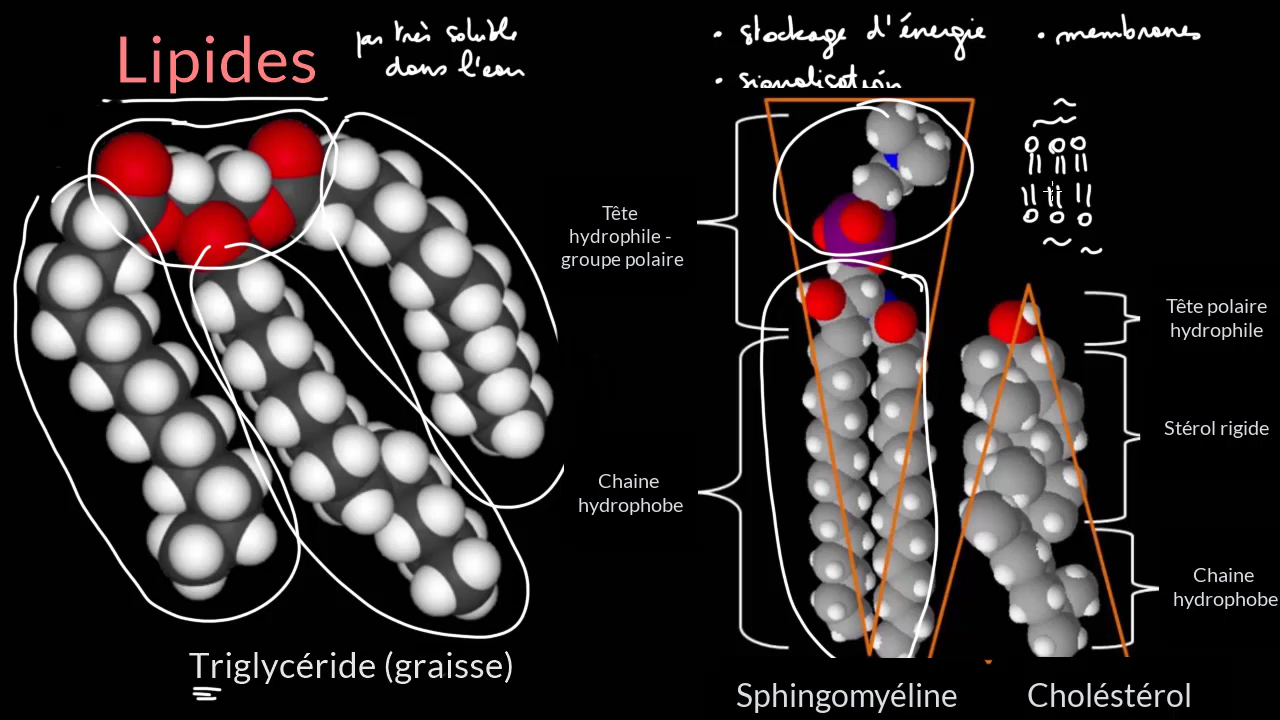 Lipides
pas très soluble
dans l'eau
• stockage d'énergie
• signalisation
• membranes
Tête
hydrophile -
groupe polaire
Chaine
hydrophobe
Tête polaire
hydrophile
Stérol rigide
Chaine
hydrophobe
Triglycéride (graisse)
Sphingomyéline
Choléstérol